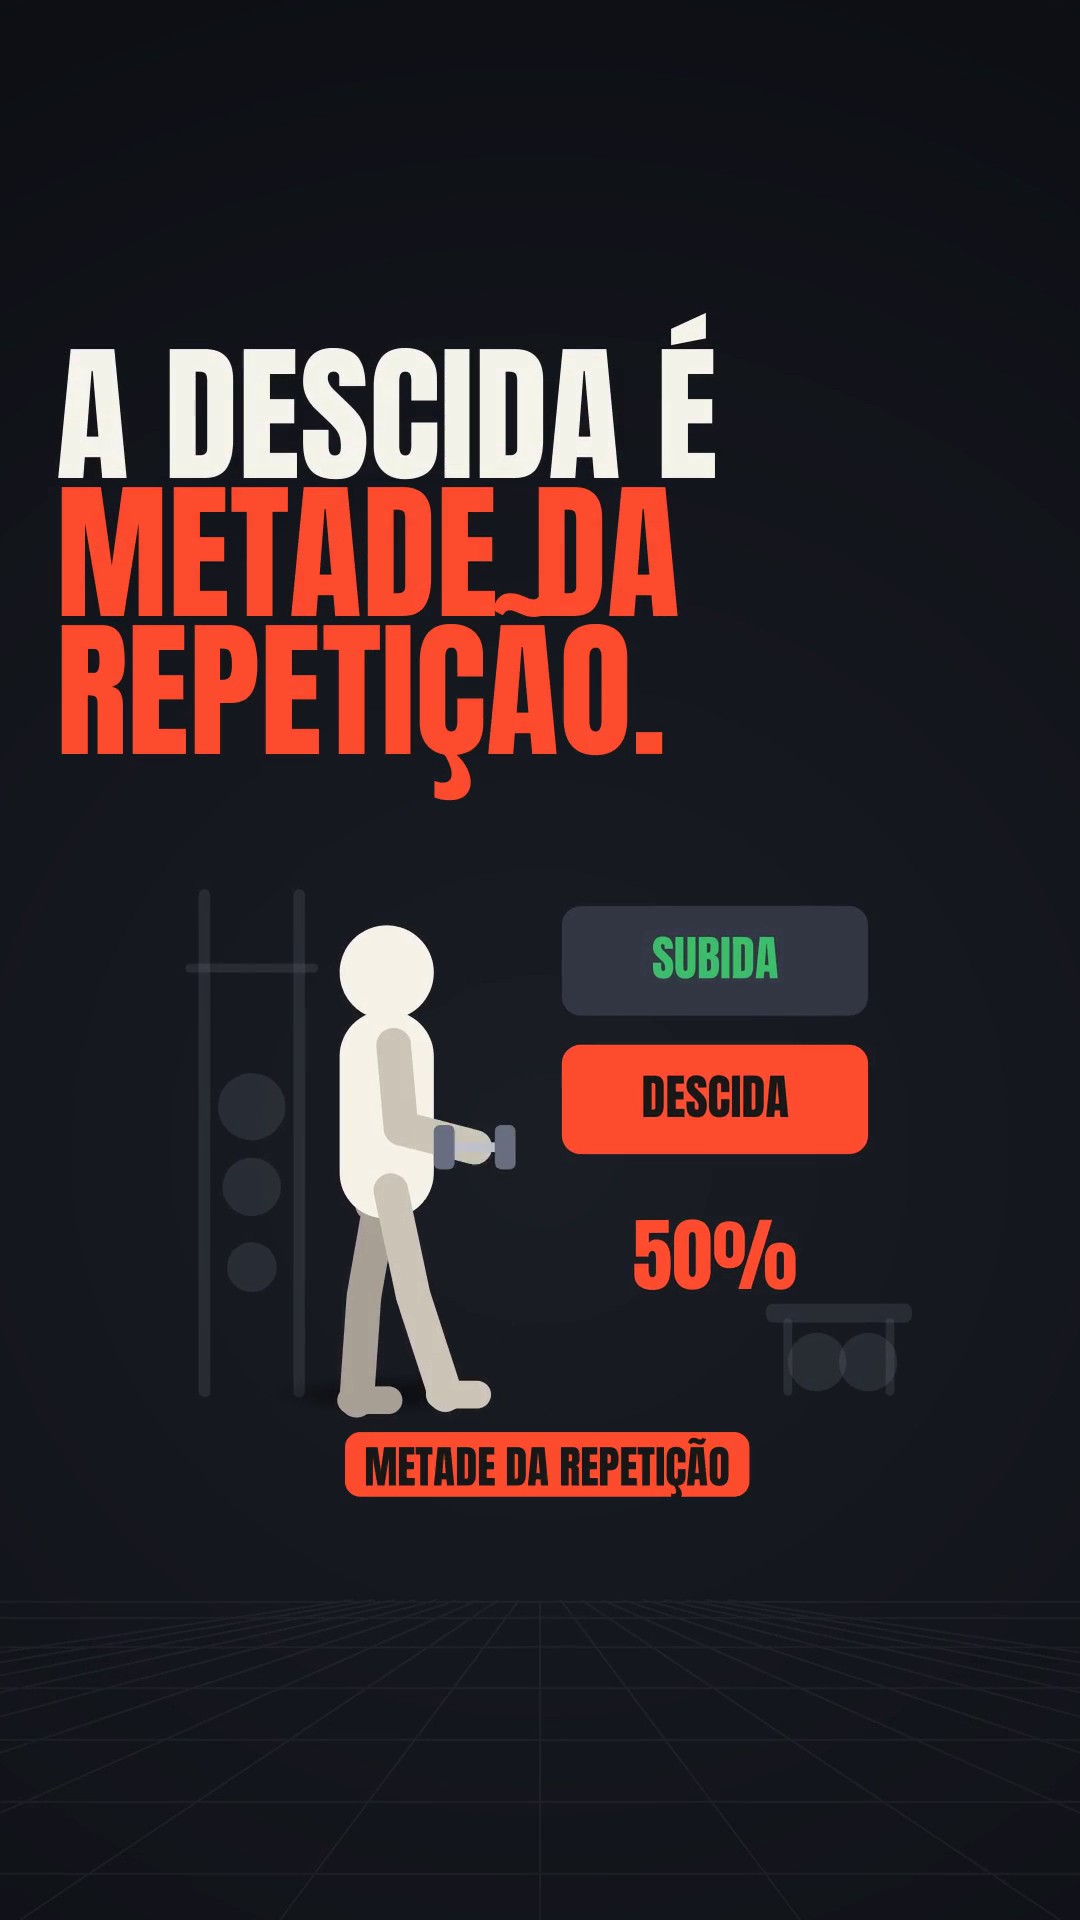 A DESCIDA É
METADE DA
REPETIÇÃO.
SUBIDA
DESCIDA
50%
METADE DA REPETIÇÃO